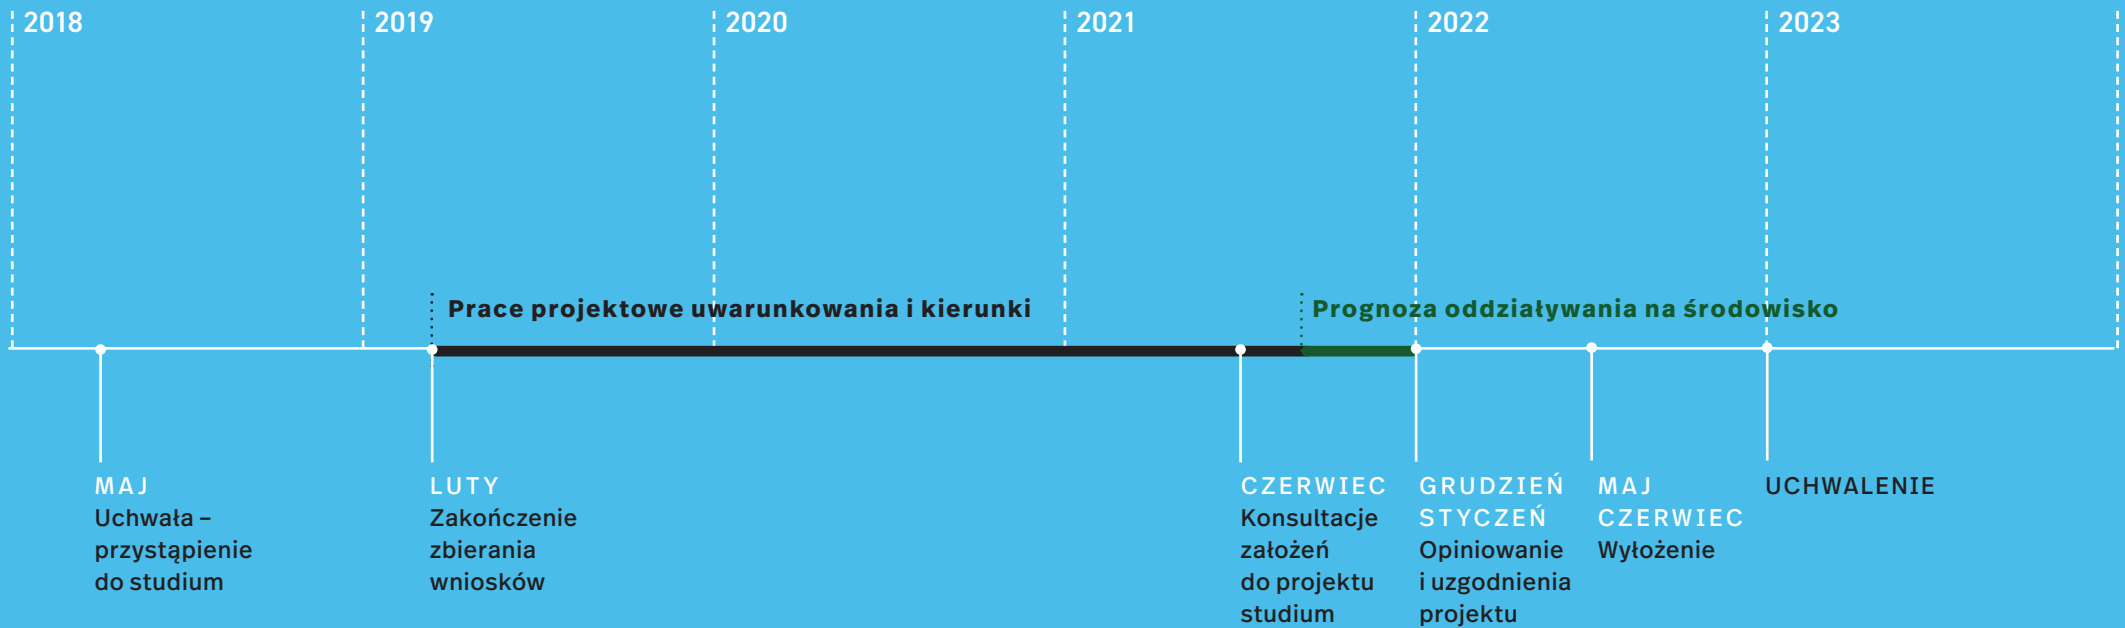 2018
2019
2020
2021
2022
2023
Prace projektowe uwarunkowania i kierunki
Prognoza oddziaływania na środowisko
MAJ
Uchwała –
przystąpienie
do studium
LUTY
Zakończenie
zbierania
wniosków
CZERWIEC
Konsultacje
założeń
do projektu
studium
GRUDZIEŃ
STYCZEŃ
Opiniowanie
i uzgodnienia
projektu
MAJ
CZERWIEC
Wyłożenie
UCHWALENIE